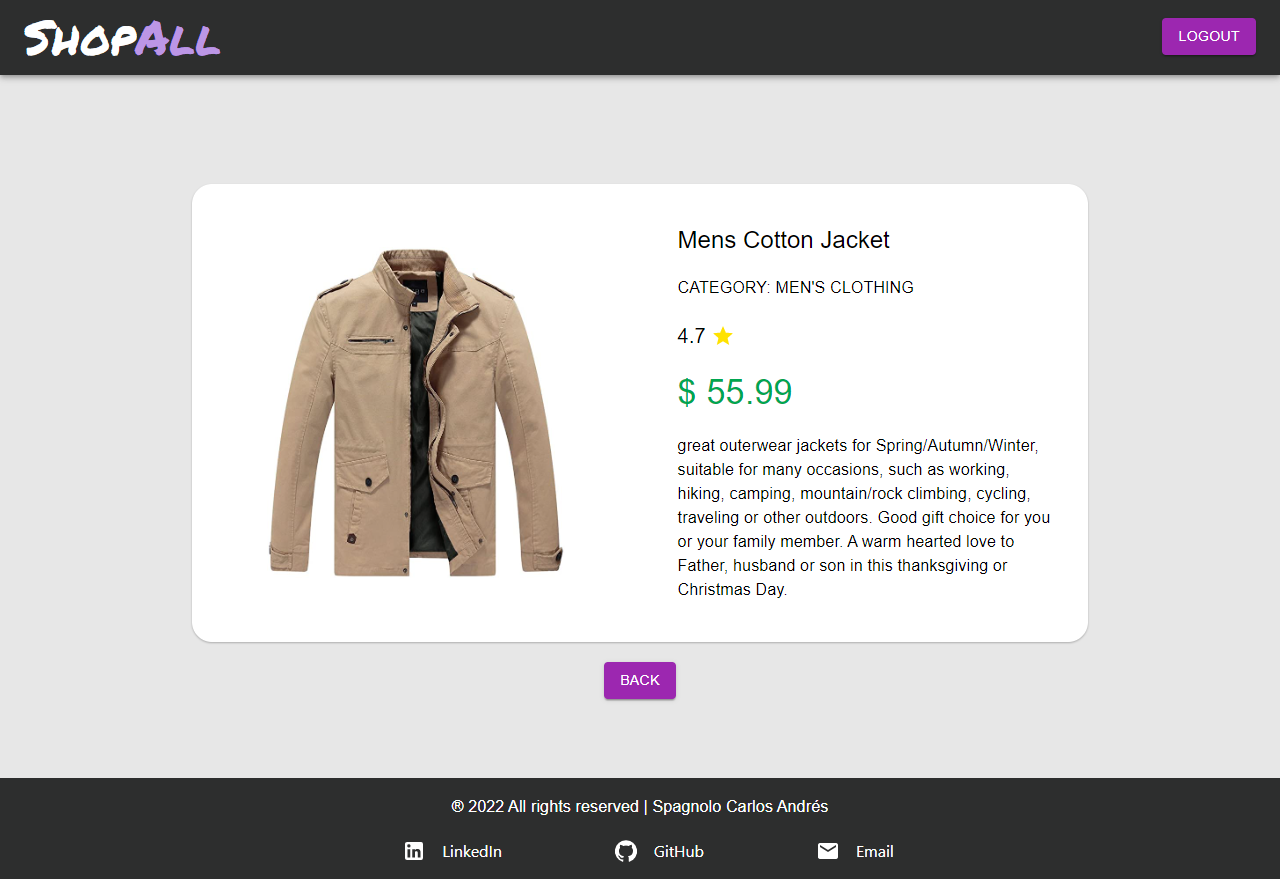 ShopAll
LOGOUT
Mens Cotton Jacket
CATEGORY: MEN'S CLOTHING
4.7
$ 55.99
great outerwear jackets for Spring/Autumn/Winter,
suitable for many occasions, such as working,
hiking, camping, mountain/rock climbing, cycling,
traveling or other outdoors. Good gift choice for you
or your family member. A warm hearted love to
Father, husband or son in this thanksgiving or
Christmas Day.
BACK
® 2022 All rights reserved | Spagnolo Carlos Andrés
LinkedIn
GitHub
Email